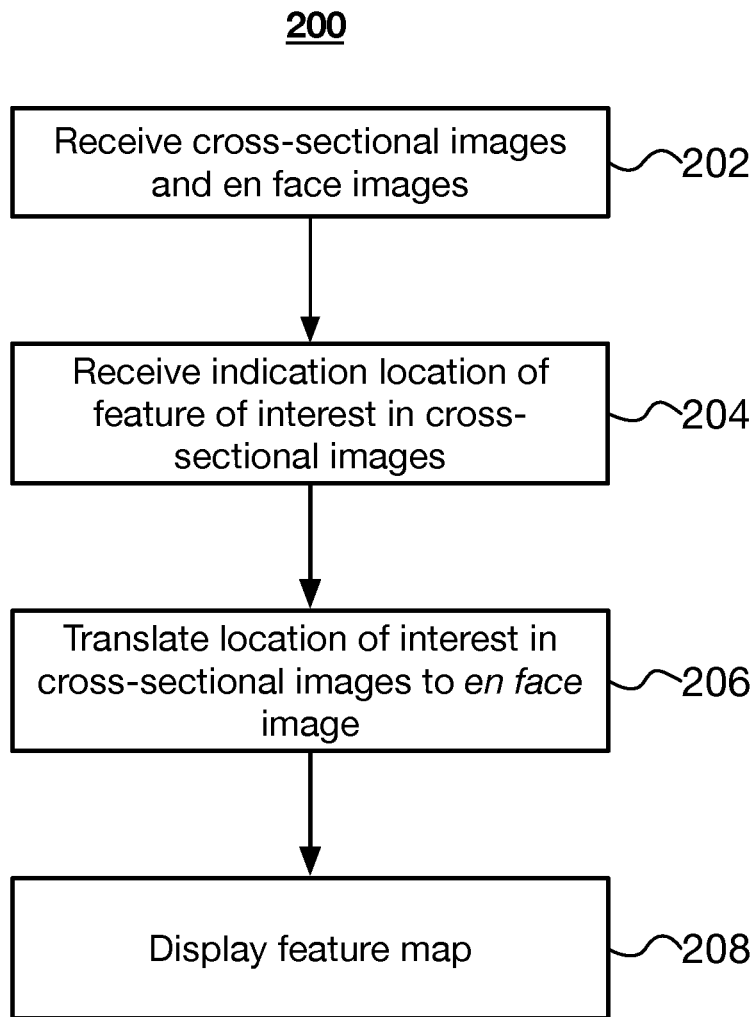 200
Receive cross-sectional images
and en face images
202
Receive indication location of
feature of interest in cross-
sectional images
204
Translate location of interest in
cross-sectional images to en face
image
206
Display feature map
208